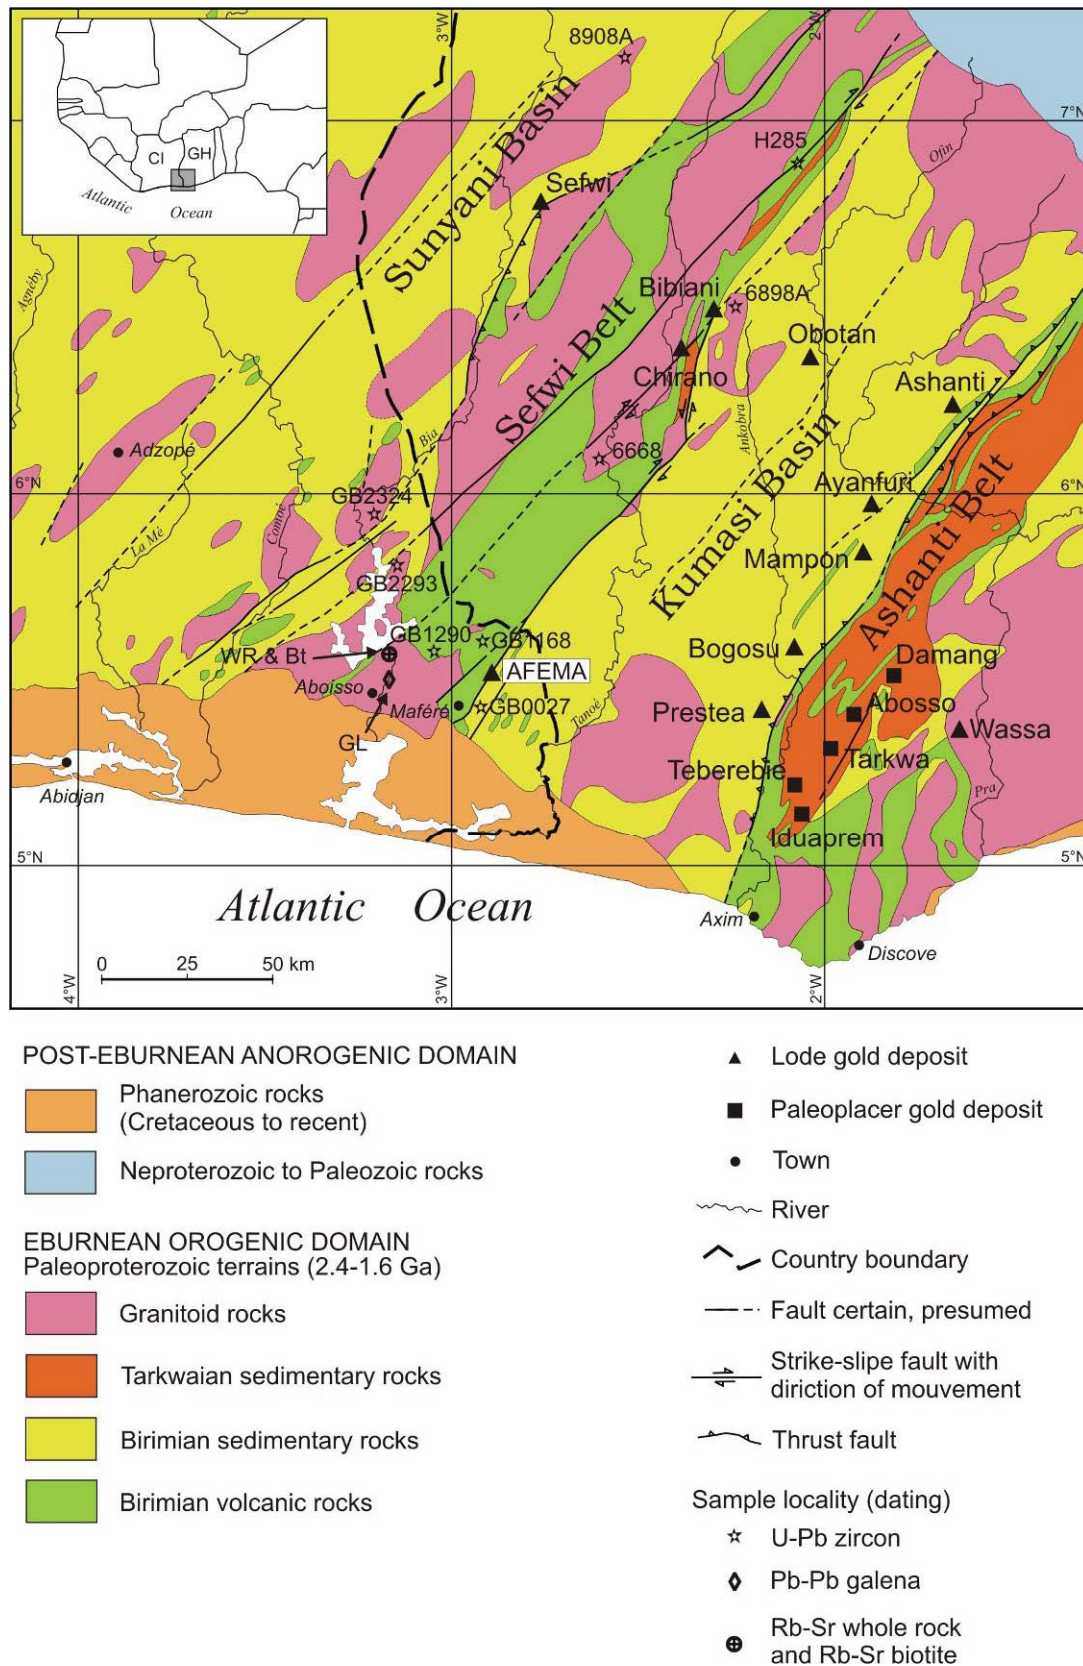 3°W
2°W
8908A
7°N
CI
GH
Atlantic
Ocean
H285
Ofin
Sunyani Basin
Sefwi
Agnéby
Bibiani
6898A
Sefwi Belt
Obotan
Chirano
Ashanti
Ankobra
Bia
Adzopé
6668
6°N
6°N
GB2324
Ayanfuri
Comoé
La Mé
Kumasi Basin
Mampon
Ashanti Belt
GB2293
GB1290
GB1168
WR & Bt
Bogosu
AFEMA
Damang
Aboisso
Maféré
GB0027
Tanoé
Prestea
Abosso
GL
Wassa
Tarkwa
Abidjan
Teberebie
Pra
Iduaprem
5°N
5°N
Atlantic Ocean
Axim
Discove
0 25 50 km
4°W
3°W
2°W
POST-EBURNEAN ANOROGENIC DOMAIN
Phanerozoic rocks
(Cretaceous to recent)
Neproterozoic to Paleozoic rocks
EBURNEAN OROGENIC DOMAIN
Paleoproterozoic terrains (2.4-1.6 Ga)
Granitoid rocks
Tarkwaian sedimentary rocks
Birimian sedimentary rocks
Birimian volcanic rocks
Lode gold deposit
Paleoplacer gold deposit
Town
River
Country boundary
Fault certain, presumed
Strike-slipe fault with
diriction of mouvement
Thrust fault
Sample locality (dating)
U-Pb zircon
Pb-Pb galena
Rb-Sr whole rock
and Rb-Sr biotite